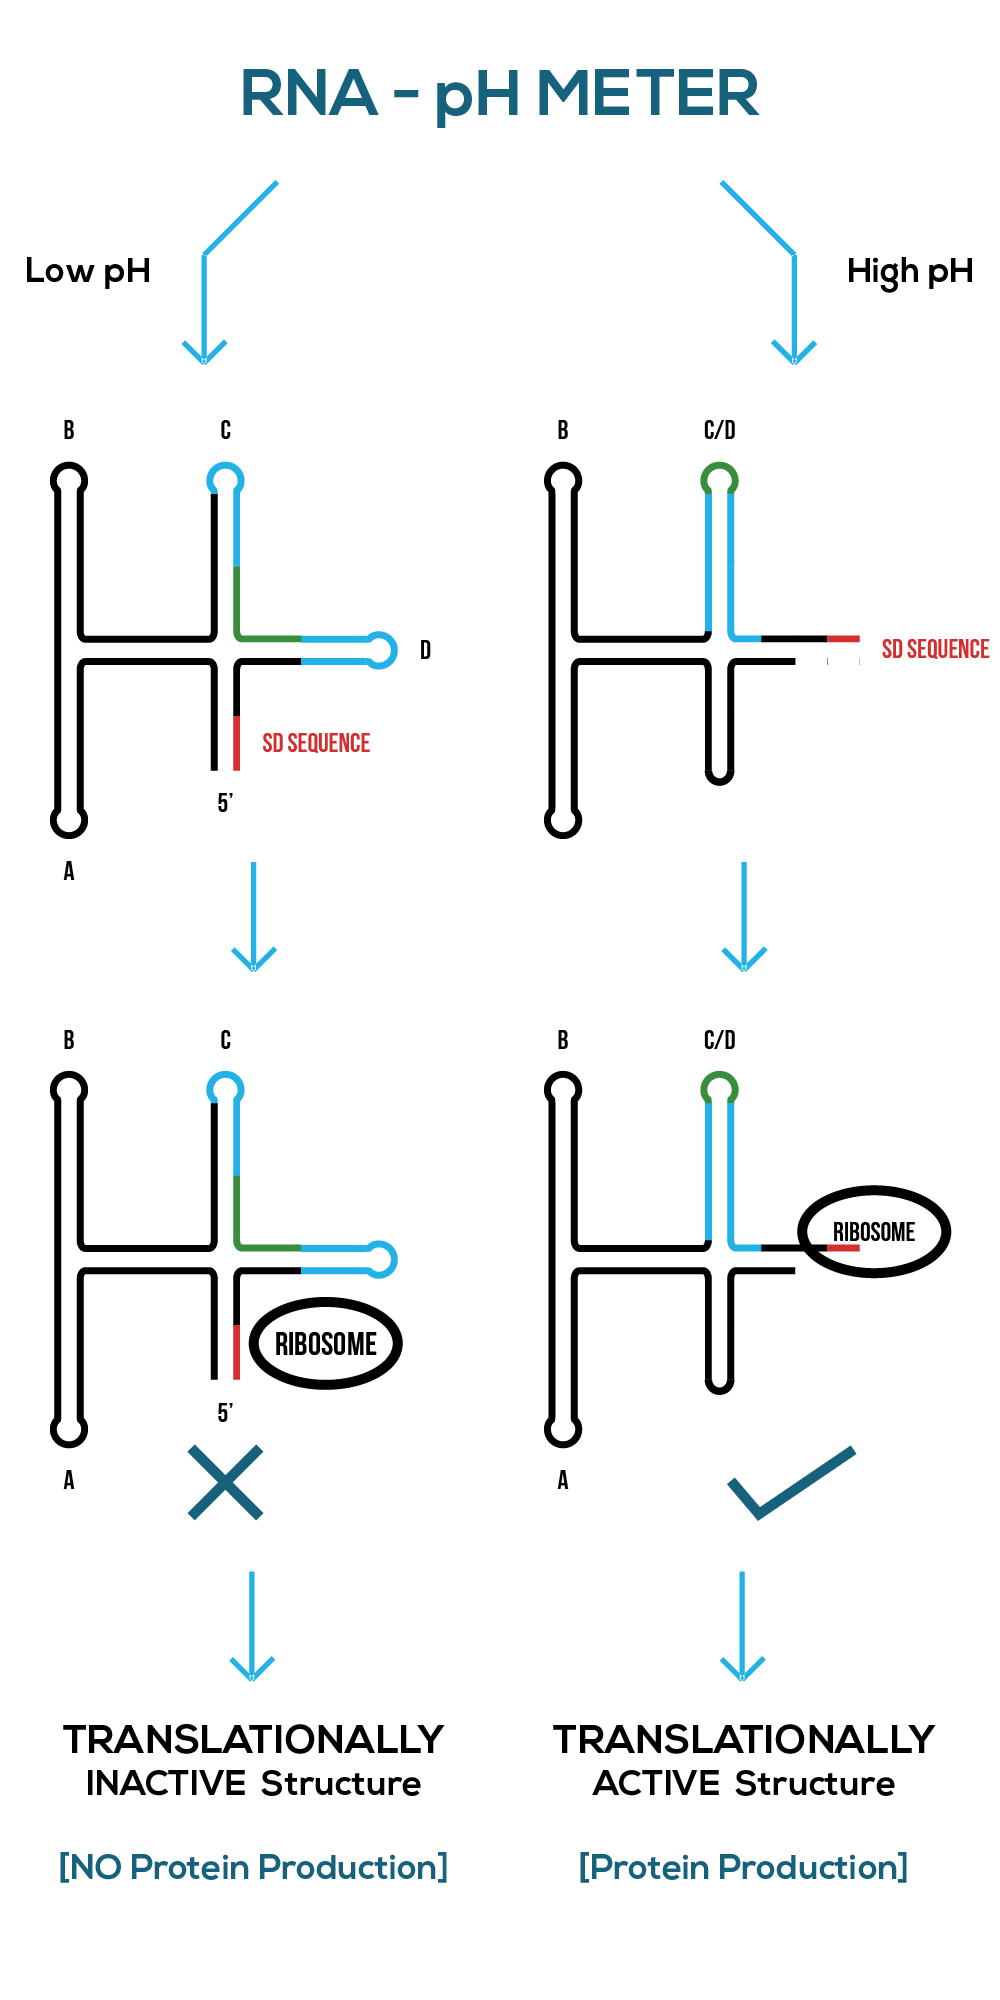 RNA - pH METER
Low pH
High pH
B
C
B
C/D
D
SD SEQUENCE
SD SEQUENCE
5’
A
B
C
B
C/D
RIBOSOME
RIBOSOME
5’
A
A
TRANSLATIONALLY
INACTIVE Structure
TRANSLATIONALLY
ACTIVE Structure
[NO Protein Production]
[Protein Production]